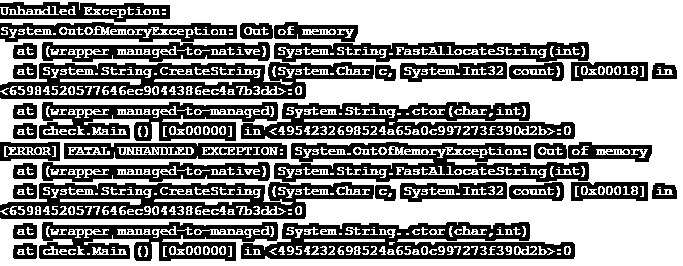 Unhandled Exception:
System.OutOfMemoryException: Out of memory
at (wrapper managed-to-native) System.String.FastAllocateString(int)
at System.String.CreateString (System.Char c, System.Int32 count) [0x00018] in
<65984520577646ec9044386ec4a7b3dd>:0
at (wrapper managed-to-managed) System.String..ctor(char,int)
at check.Main () [0x00000] in <4954232698524a65a0c997273f390d2b>:0
[ERROR] FATAL UNHANDLED EXCEPTION: System.OutOfMemoryException: Out of memory
at (wrapper managed-to-native) System.String.FastAllocateString(int)
at System.String.CreateString (System.Char c, System.Int32 count) [0x00018] in
<65984520577646ec9044386ec4a7b3dd>:0
at (wrapper managed-to-managed) System.String..ctor(char,int)
at check.Main () [0x00000] in <4954232698524a65a0c997273f390d2b>:0